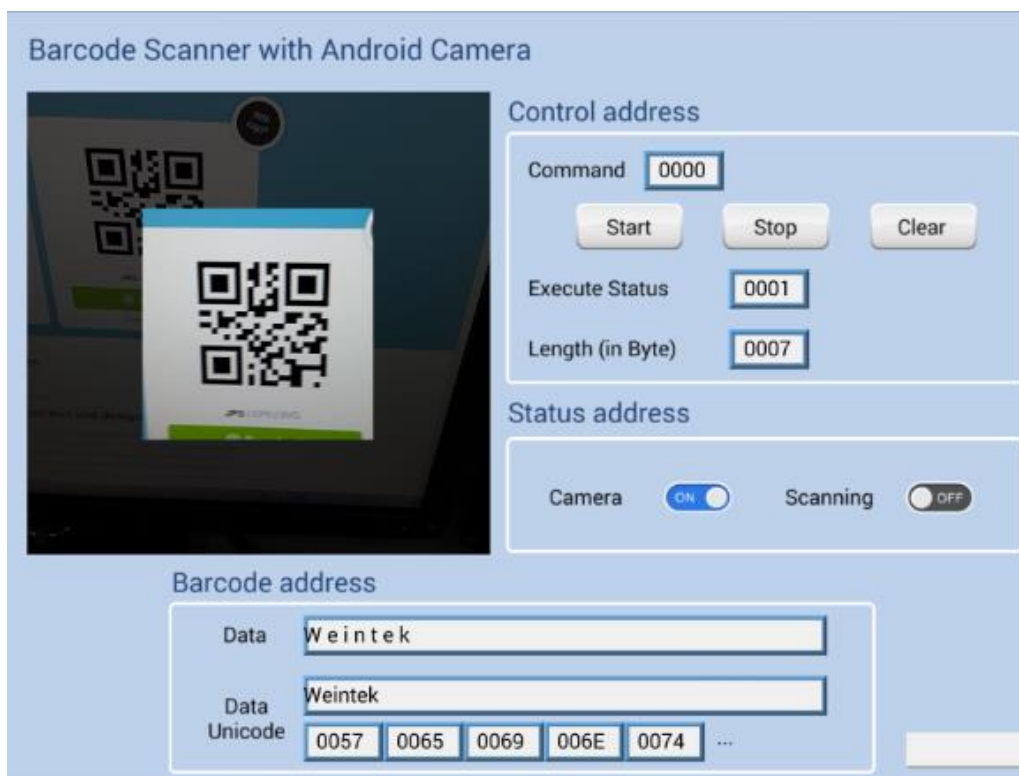 Barcode Scanner with Android Camera
Control address
Command 0000
Start Stop Clear
Execute Status 0001
Length (in Byte) 0007
Status address
Camera ON Scanning OFF
Barcode address
Data W e i n t e k
Data Unicode Weintek
0057 0065 0069 006E 0074 ...